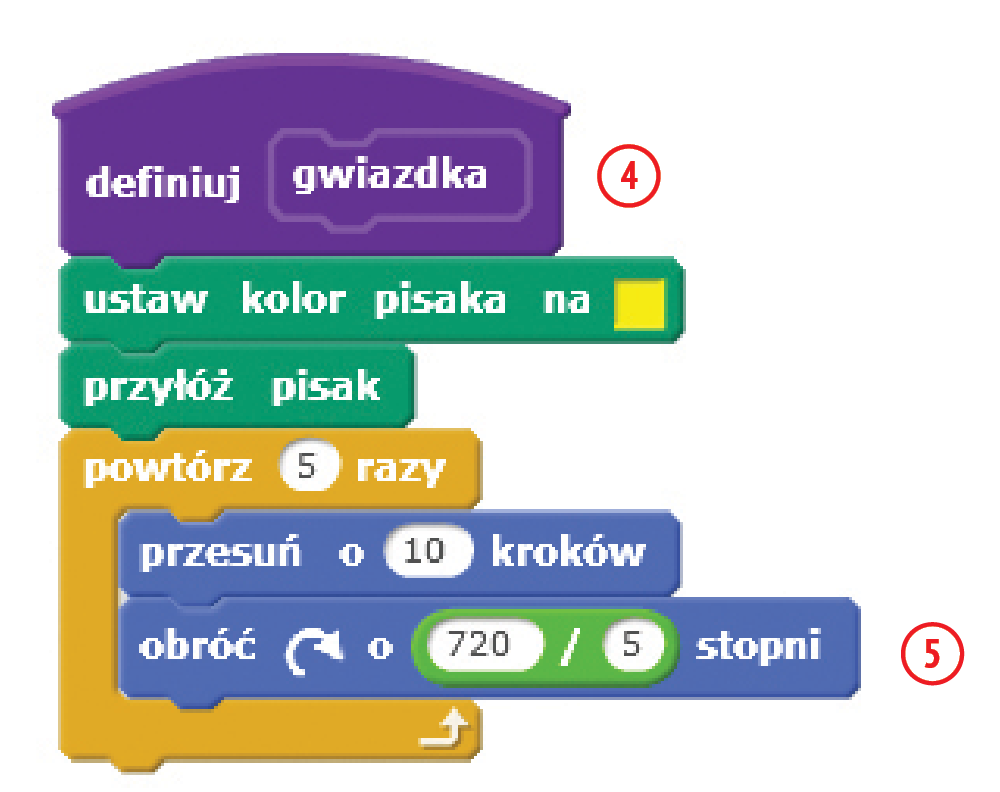 definiuj gwiazdka 4
ustaw kolor pisaka na
przyłóż pisak
powtórz 5 razy
przesuń o 10 kroków
obróć o 720 / 5 stopni 5